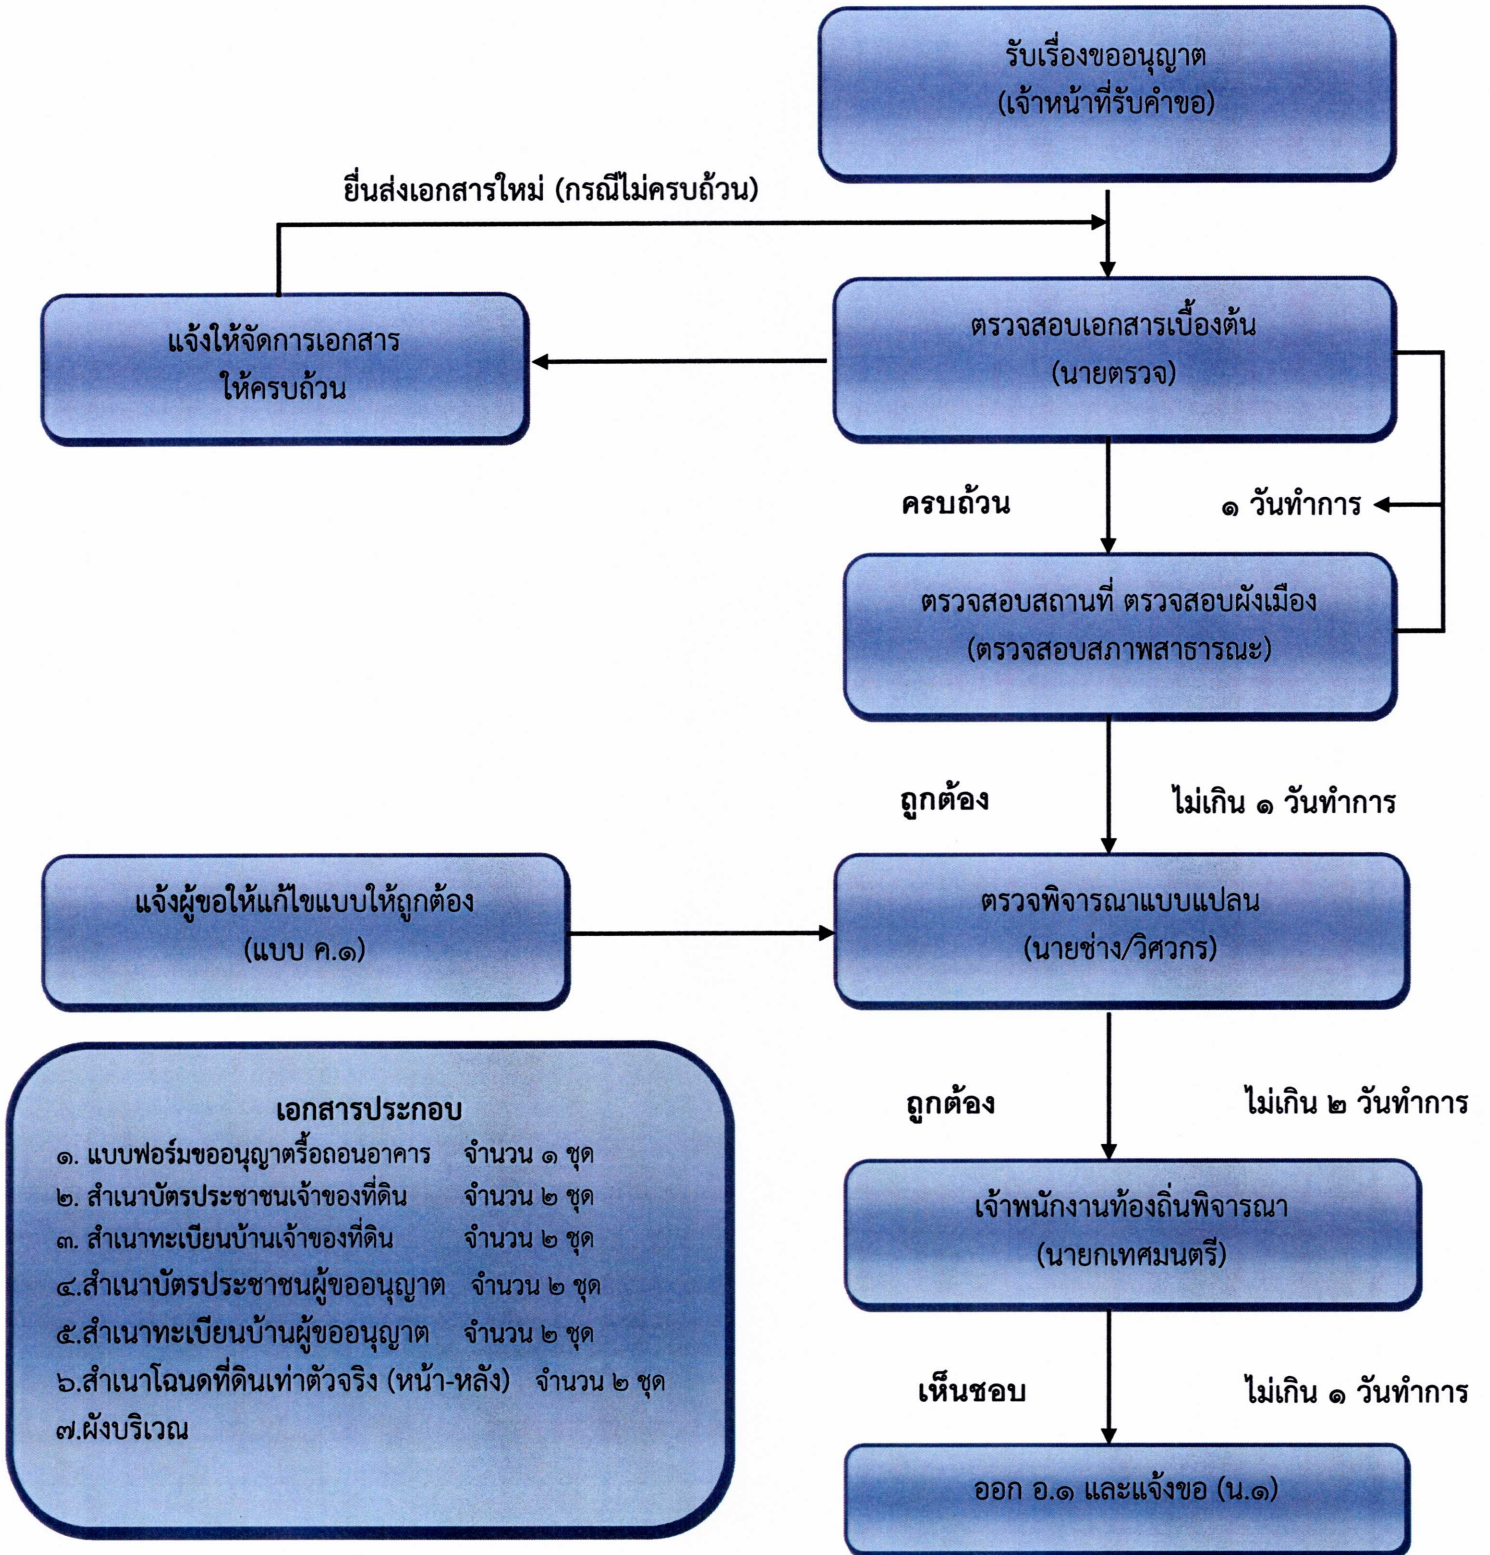 รับเรื่องขออนุญาต
(เจ้าหน้าที่รับคำขอ)
ยื่นส่งเอกสารใหม่ (กรณีไม่ครบถ้วน)
แจ้งให้จัดการเอกสาร
ให้ครบถ้วน
ตรวจสอบเอกสารเบื้องต้น
(นายตรวจ)
ครบถ้วน
๑ วันทำการ
ตรวจสอบสถานที่ ตรวจสอบผังเมือง
(ตรวจสอบสภาพสาธารณะ)
ถูกต้อง
ไม่เกิน ๑ วันทำการ
แจ้งผู้ขอให้แก้ไขแบบให้ถูกต้อง
(แบบ ค.๑)
ตรวจพิจารณาแบบแปลน
(นายช่าง/วิศวกร)
ถูกต้อง
ไม่เกิน ๒ วันทำการ
เจ้าพนักงานท้องถิ่นพิจารณา
(นายกเทศมนตรี)
เห็นชอบ
ไม่เกิน ๑ วันทำการ
ออก อ.๑ และแจ้งขอ (น.๑)
เอกสารประกอบ
๑. แบบฟอร์มขออนุญาตรื้อถอนอาคาร จำนวน ๑ ชุด
๒. สำเนาบัตรประชาชนเจ้าของที่ดิน จำนวน ๒ ชุด
๓. สำเนาทะเบียนบ้านเจ้าของที่ดิน จำนวน ๒ ชุด
๔.สำเนาบัตรประชาชนผู้ขออนุญาต จำนวน ๒ ชุด
๕.สำเนาทะเบียนบ้านผู้ขออนุญาต จำนวน ๒ ชุด
๖.สำเนาโฉนดที่ดินเท่าตัวจริง (หน้า-หลัง) จำนวน ๒ ชุด
๗.ผังบริเวณ